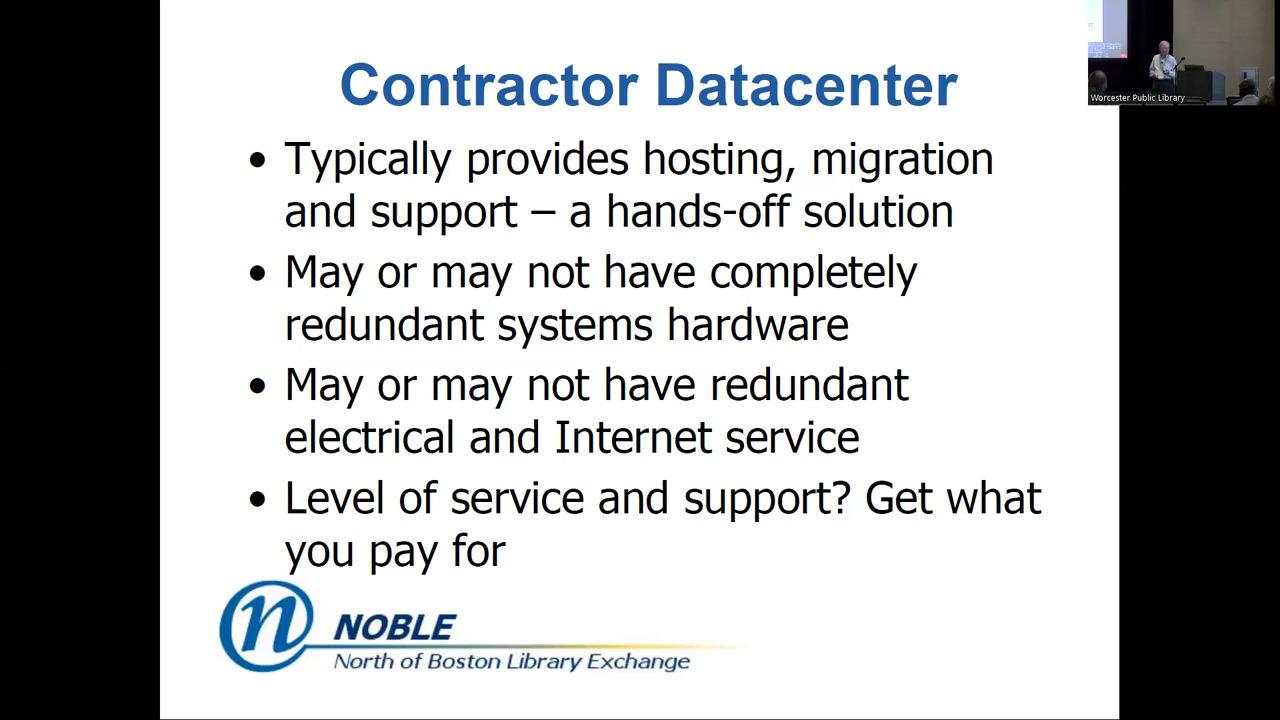 Contractor Datacenter
• Typically provides hosting, migration
and support – a hands-off solution
• May or may not have completely
redundant systems hardware
• May or may not have redundant
electrical and Internet service
• Level of service and support? Get what
you pay for
n NOBLE
North of Boston Library Exchange
Worcester Public Library